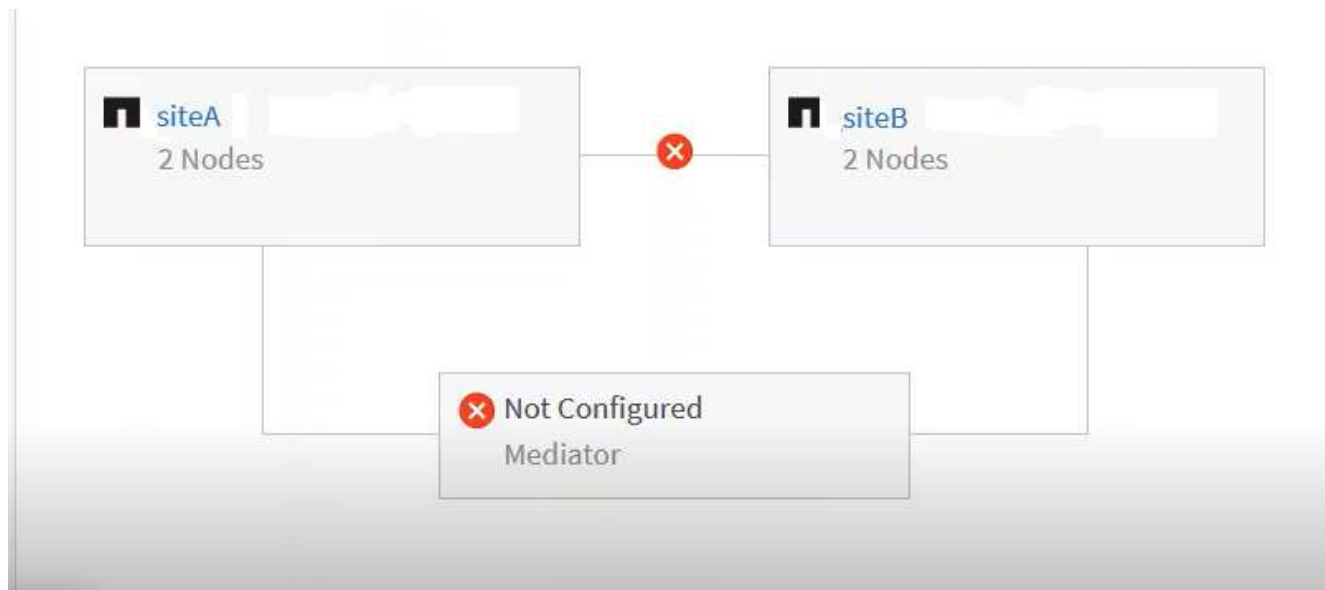 siteA
2 Nodes
siteB
2 Nodes
Not Configured
Mediator